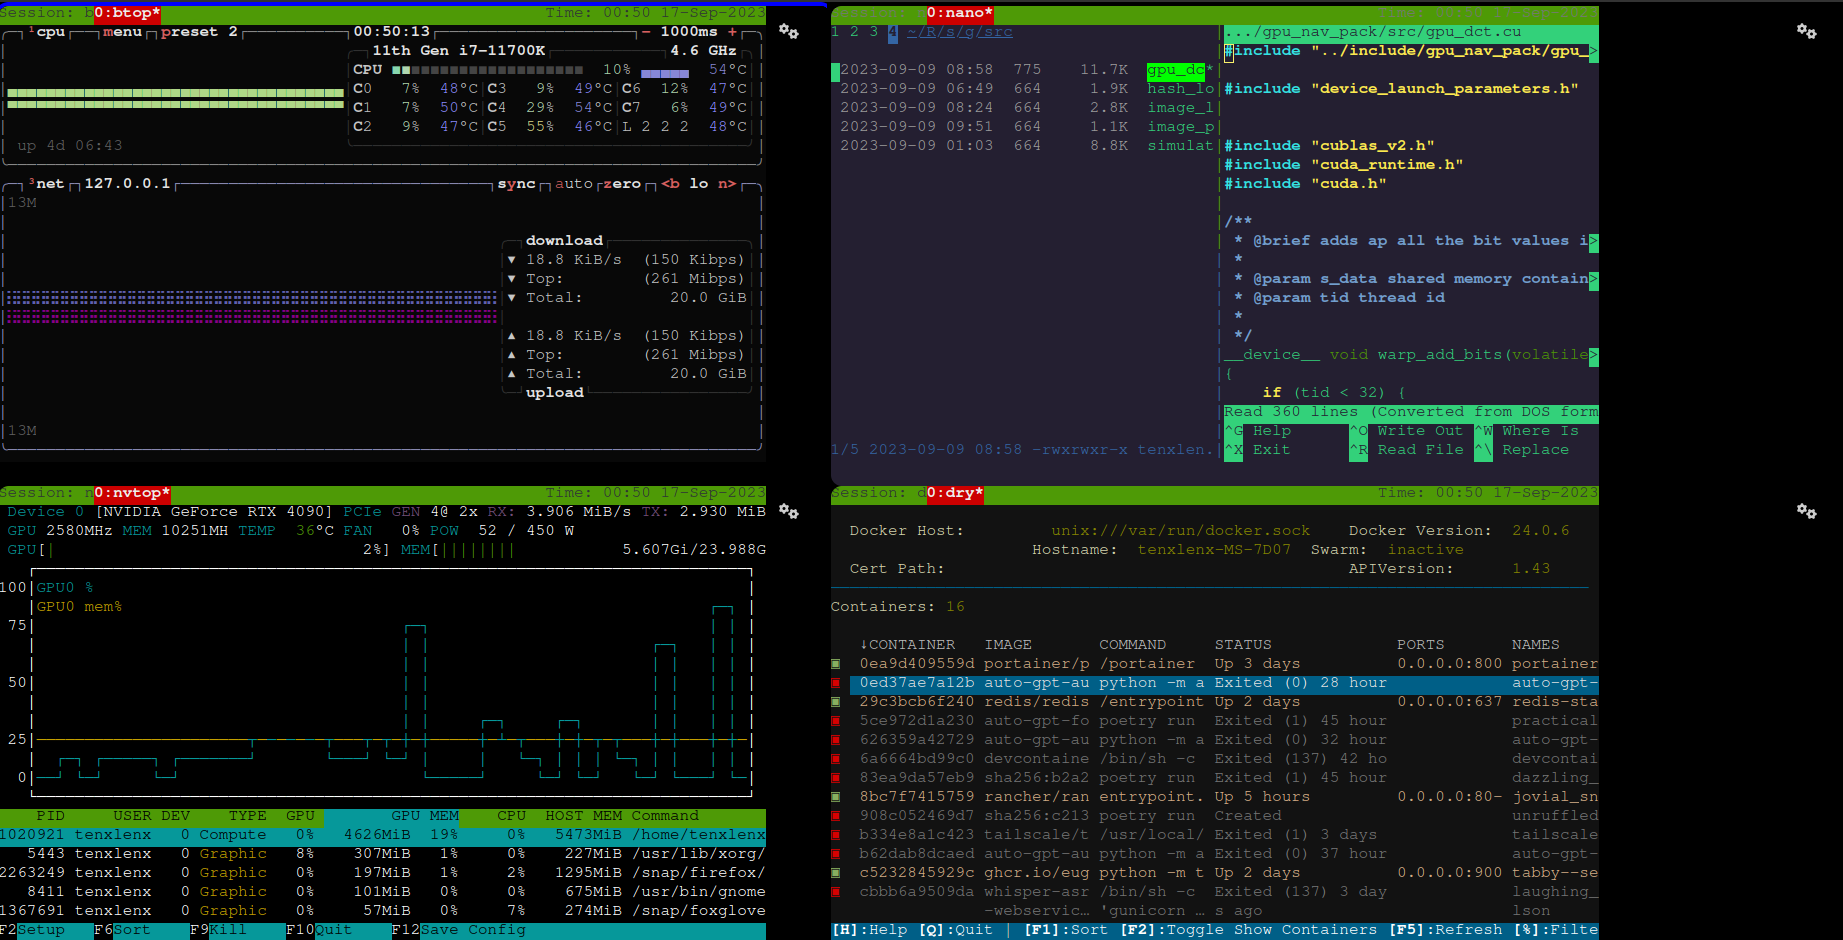 Session: b0:btop* Time: 00:50 17-Sep-2023
¹cpu menu preset 2 00:50:13 - 1000ms +
11th Gen i7-11700K 4.6 GHz
CPU 10% 54°C
C0 7% 48°C C3 9% 49°C C6 12% 47°C
C1 7% 50°C C4 29% 54°C C7 6% 49°C
C2 9% 47°C C5 55% 46°C L 2 2 2 48°C
up 4d 06:43
³net 127.0.0.1 sync auto zero <b lo n>
13M
download
▼ 18.8 KiB/s (150 Kibps)
▼ Top: (261 Mibps)
▼ Total: 20.0 GiB
▲ 18.8 KiB/s (150 Kibps)
▲ Top: (261 Mibps)
▲ Total: 20.0 GiB
upload
13M
0:nano* Time: 00:50 17-Sep-2023
1 2 3 4 ~/R/s/g/src
2023-09-09 08:58 775 11.7K gpu_dc*
2023-09-09 06:49 664 1.9K hash_lo
2023-09-09 08:24 664 2.8K image_l
2023-09-09 09:51 664 1.1K image_p
2023-09-09 01:03 664 8.8K simulat
1/5 2023-09-09 08:58 -rwxrwxr-x tenxlen.
.../gpu_nav_pack/src/gpu_dct.cu
#include "../include/gpu_nav_pack/gpu_>
#include "device_launch_parameters.h"
#include "cublas_v2.h"
#include "cuda_runtime.h"
#include "cuda.h"
/**
* @brief adds ap all the bit values i>
*
* @param s_data shared memory contain>
* @param tid thread id
*
*/
__device__ void warp_add_bits(volatile>
{
if (tid < 32) {
Read 360 lines (Converted from DOS form
^G Help ^O Write Out ^W Where Is
^X Exit ^R Read File ^\ Replace
Session: n0:nvtop* Time: 00:50 17-Sep-2023
Device 0 [NVIDIA GeForce RTX 4090] PCIe GEN 4@ 2x RX: 3.906 MiB/s TX: 2.930 MiB
GPU 2580MHz MEM 10251MH TEMP 36°C FAN 0% POW 52 / 450 W
GPU[| 2%] MEM[|||||||| 5.607Gi/23.988G
100 GPU0 %
GPU0 mem%
75
50
25
0
PID USER DEV TYPE GPU GPU MEM CPU HOST MEM Command
1020921 tenxlenx 0 Compute 0% 4626MiB 19% 0% 5473MiB /home/tenxlenx
5443 tenxlenx 0 Graphic 8% 307MiB 1% 0% 227MiB /usr/lib/xorg/
2263249 tenxlenx 0 Graphic 0% 197MiB 1% 2% 1295MiB /snap/firefox/
8411 tenxlenx 0 Graphic 0% 101MiB 0% 0% 675MiB /usr/bin/gnome
1367691 tenxlenx 0 Graphic 0% 57MiB 0% 7% 274MiB /snap/foxglove
F2Setup F6Sort F9Kill F10Quit F12Save Config
Session: d0:dry* Time: 00:50 17-Sep-2023
Docker Host: unix:///var/run/docker.sock Docker Version: 24.0.6
Hostname: tenxlenx-MS-7D07 Swarm: inactive
Cert Path: APIVersion: 1.43
Containers: 16
↓CONTAINER IMAGE COMMAND STATUS PORTS NAMES
0ea9d409559d portainer/p /portainer Up 3 days 0.0.0.0:800 portainer
0ed37ae7a12b auto-gpt-au python -m a Exited (0) 28 hour auto-gpt-
29c3bcb6f240 redis/redis /entrypoint Up 2 days 0.0.0.0:637 redis-sta
5ce972d1a230 auto-gpt-fo poetry run Exited (1) 45 hour practical
626359a42729 auto-gpt-au python -m a Exited (0) 32 hour auto-gpt-
6a6664bd99c0 devcontaine /bin/sh -c Exited (137) 42 ho devcontai
83ea9da57eb9 sha256:b2a2 poetry run Exited (1) 45 hour dazzling_
8bc7f7415759 rancher/ran entrypoint. Up 5 hours 0.0.0.0:80- jovial_sn
908c052469d7 sha256:c213 poetry run Created unruffled
b334e8a1c423 tailscale/t /usr/local/ Exited (1) 3 days tailscale
b62dab8dcaed auto-gpt-au python -m a Exited (0) 37 hour auto-gpt-
c5232845929c ghcr.io/eug python -m t Up 2 days 0.0.0.0:900 tabby--se
cbbb6a9509da whisper-asr /bin/sh -c Exited (137) 3 day laughing_
-webservic… 'gunicorn … s ago lson
[H]:Help [Q]:Quit | [F1]:Sort [F2]:Toggle Show Containers [F5]:Refresh [%]:Filte